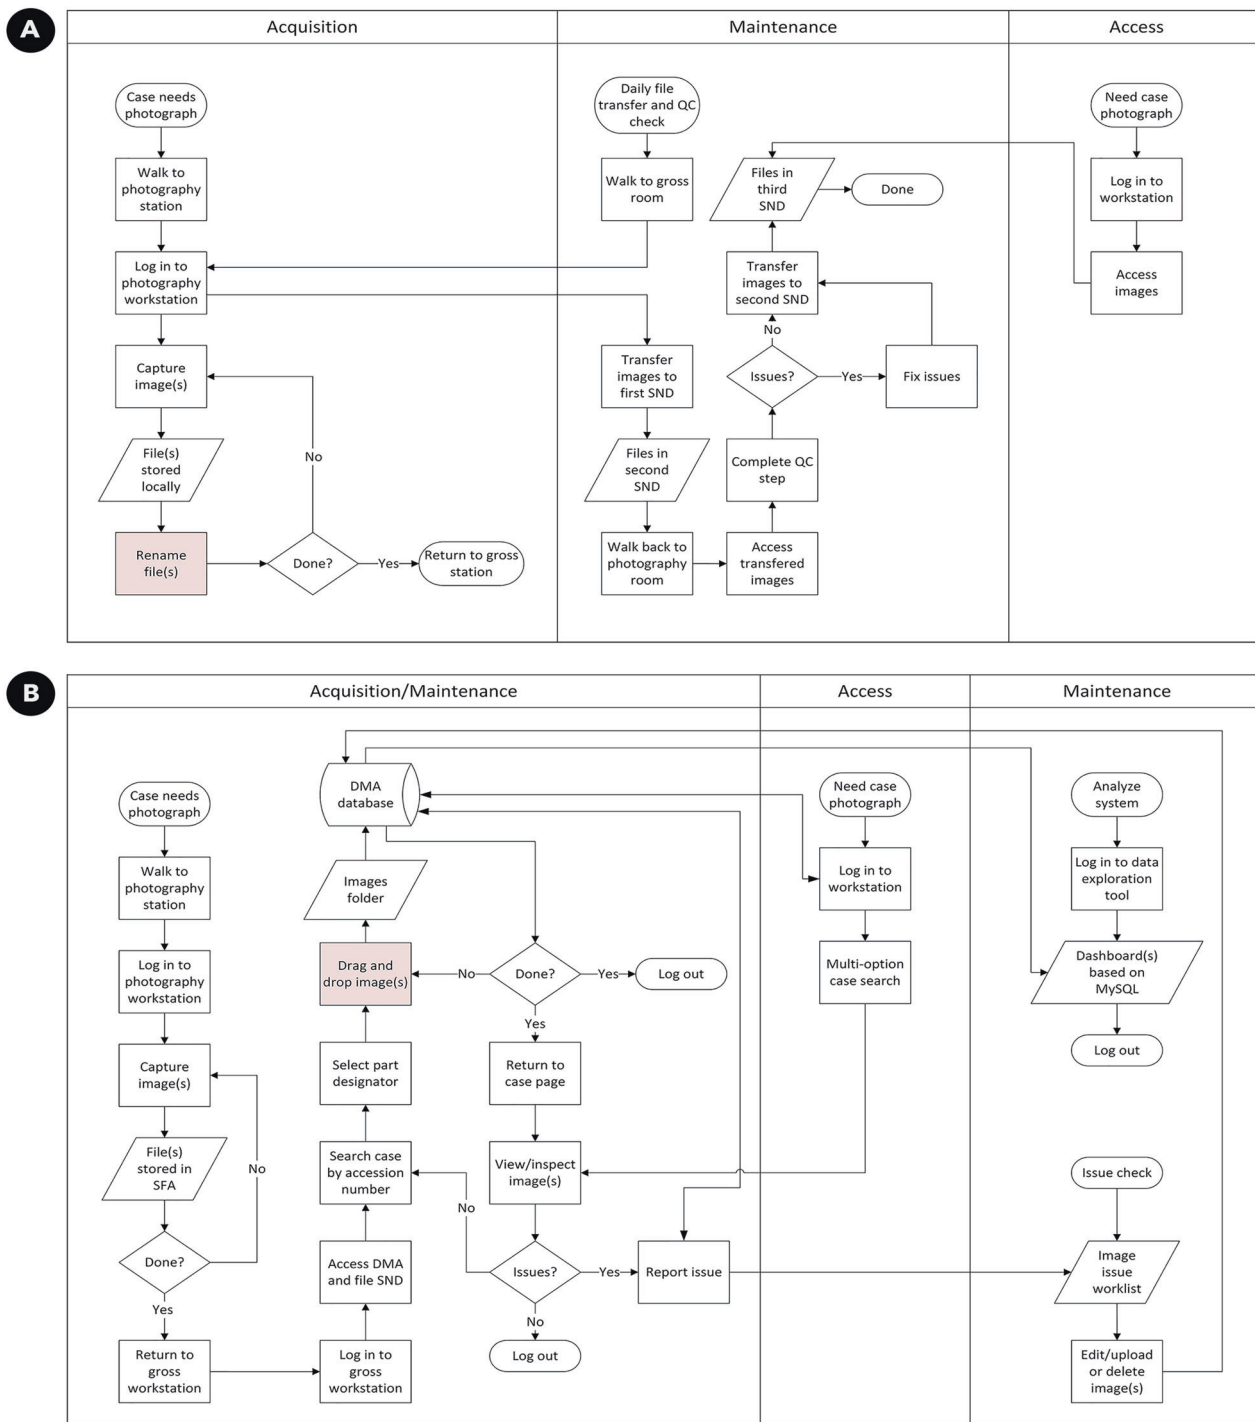 A
Acquisition
Maintenance
Access
Case needs
photograph
Walk to
photography
station
Log in to
photography
workstation
Capture
image(s)
File(s)
stored
locally
Rename
file(s)
Done?
No
Yes
Return to gross
station
Daily file
transfer and QC
check
Walk to gross
room
Transfer
images to
first SND
Files in
second
SND
Walk back to
photography
room
Access
transfered
images
Complete QC
step
Issues?
Yes
Fix issues
No
Transfer
images to
second SND
Files in
third
SND
Done
Need case
photograph
Log in to
workstation
Access
images
B
Acquisition/Maintenance
Access
Maintenance
Case needs
photograph
Walk to
photography
station
Log in to
photography
workstation
Capture
image(s)
File(s)
stored in
SFA
No
Done?
Yes
Return to
gross
workstation
Log in to
gross
workstation
Access DMA
and file SND
Search case
by accession
number
Select part
designator
Drag and
drop image(s)
Images
folder
DMA
database
Done?
No
Yes
Log out
Yes
Return to
case page
View/inspect
image(s)
No
Issues?
Yes
Report issue
No
Log out
Need case
photograph
Log in to
workstation
Multi-option
case search
Analyze
system
Log in to data
exploration
tool
Dashboard(s)
based on
MySQL
Log out
Issue check
Image
issue
worklist
Edit/upload
or delete
image(s)